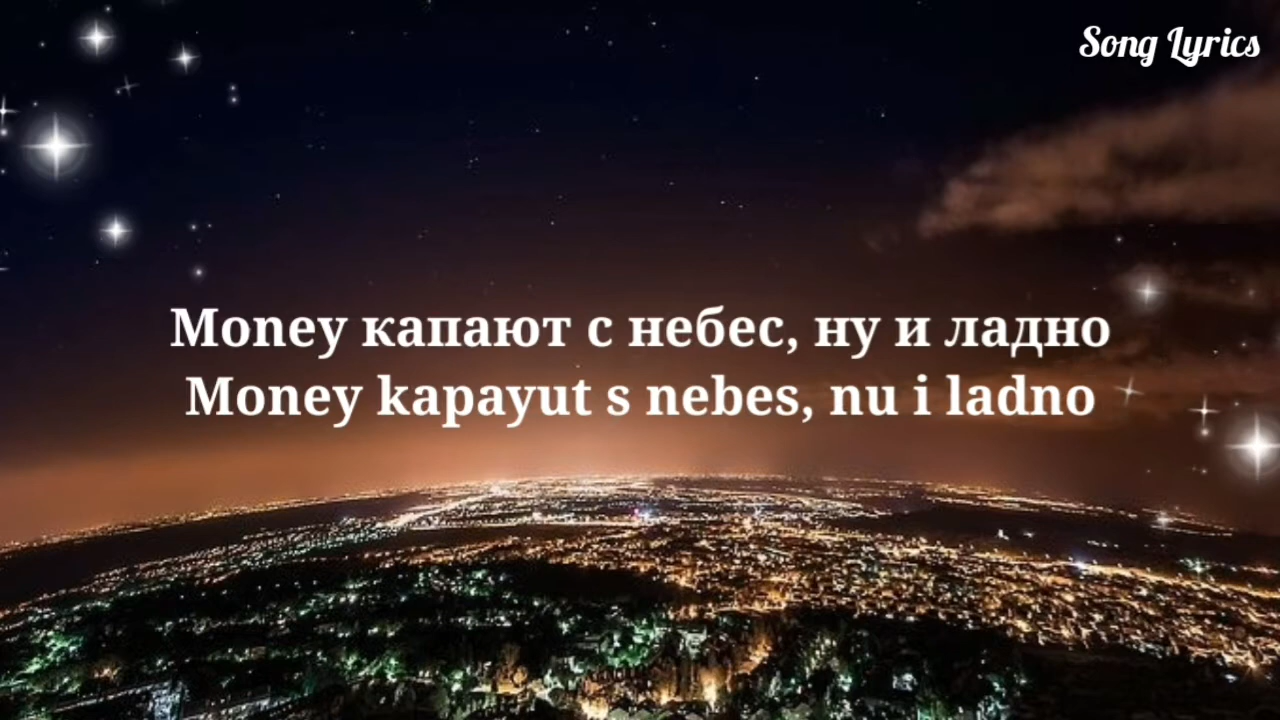 Song Lyrics
Money капают с небес, ну и ладно
Money kapayut s nebes, nu i ladno